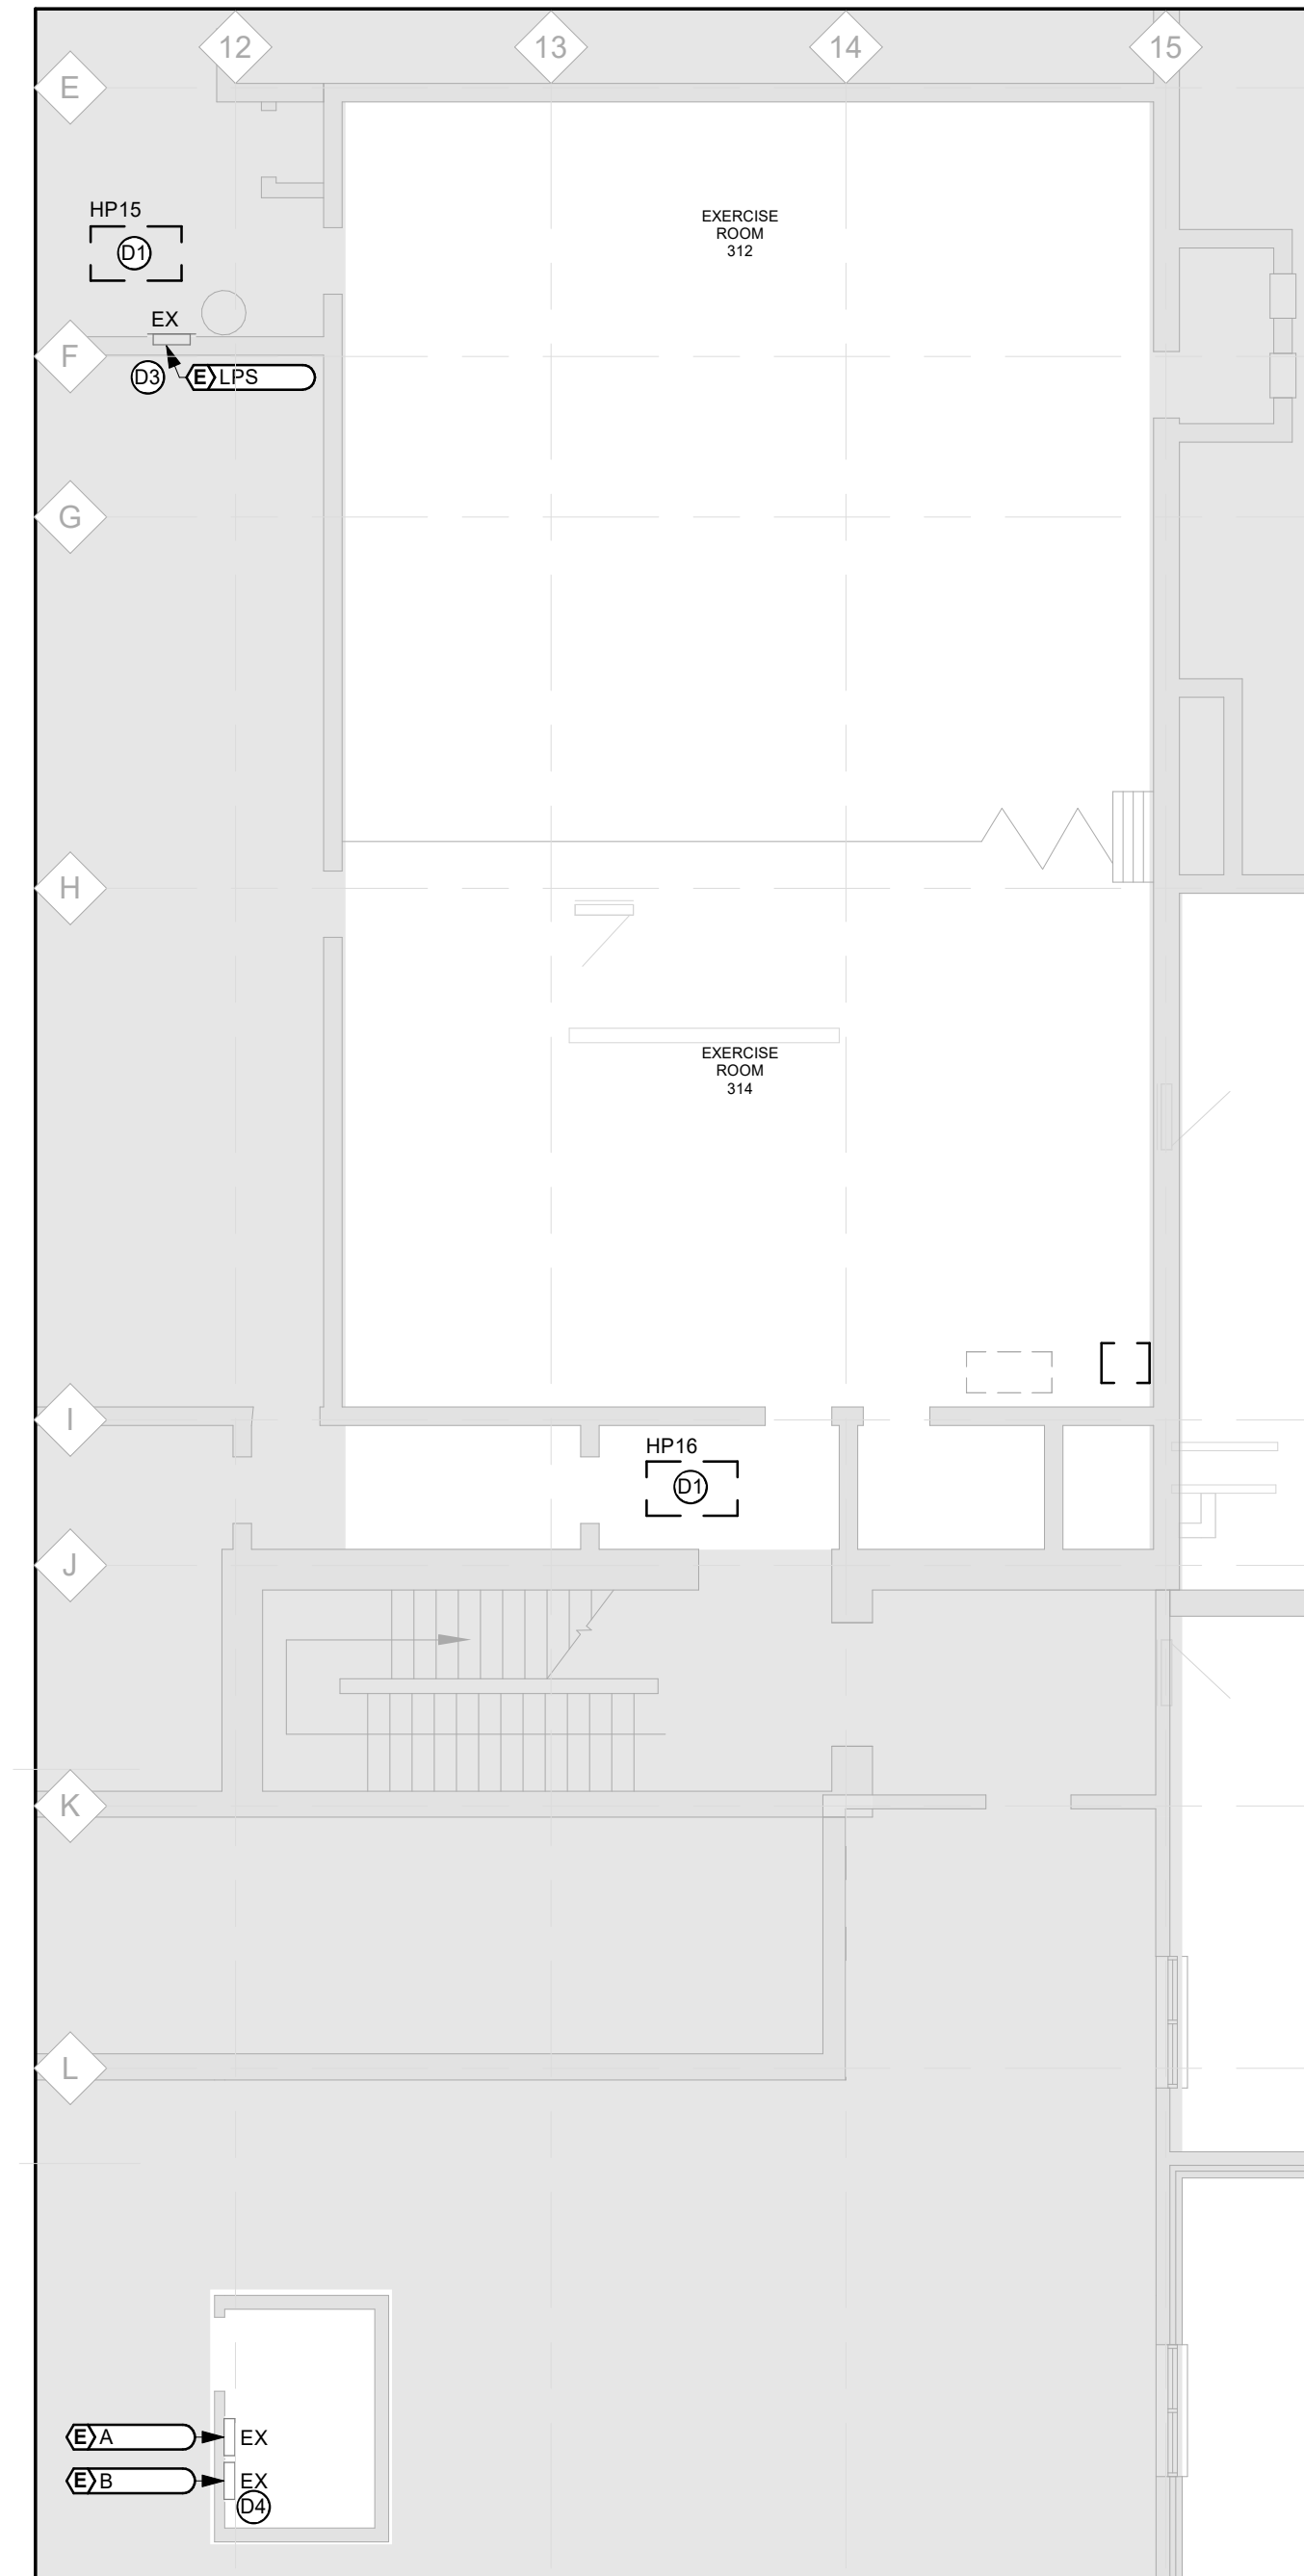 12
13
14
15
E
HP15
D1
EXERCISE
ROOM
312
EX
F
D3
E LPS
G
H
EXERCISE
ROOM
314
I
HP16
D1
J
K
L
E A
EX
E B
EX
D4